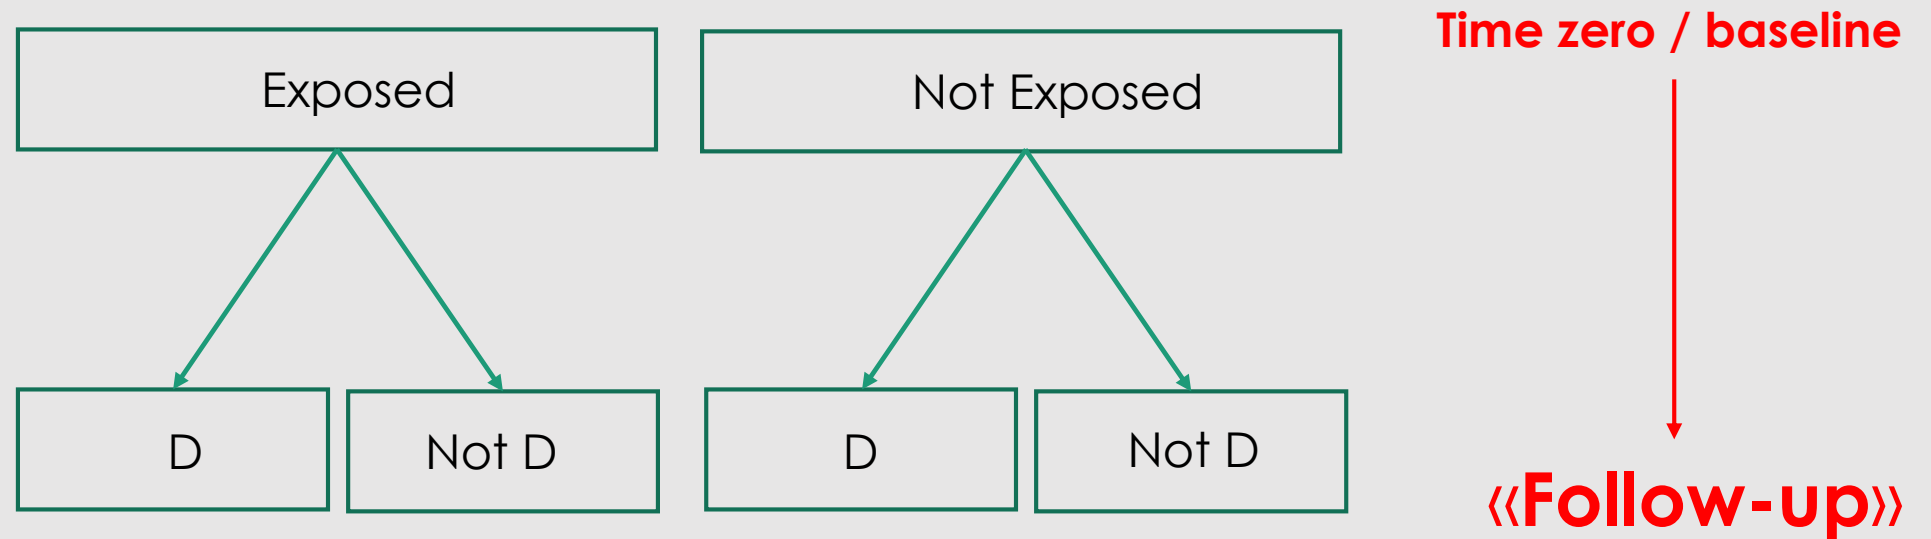 Exposed
Not Exposed
Time zero / baseline
D
Not D
D
Not D
«Follow-up»